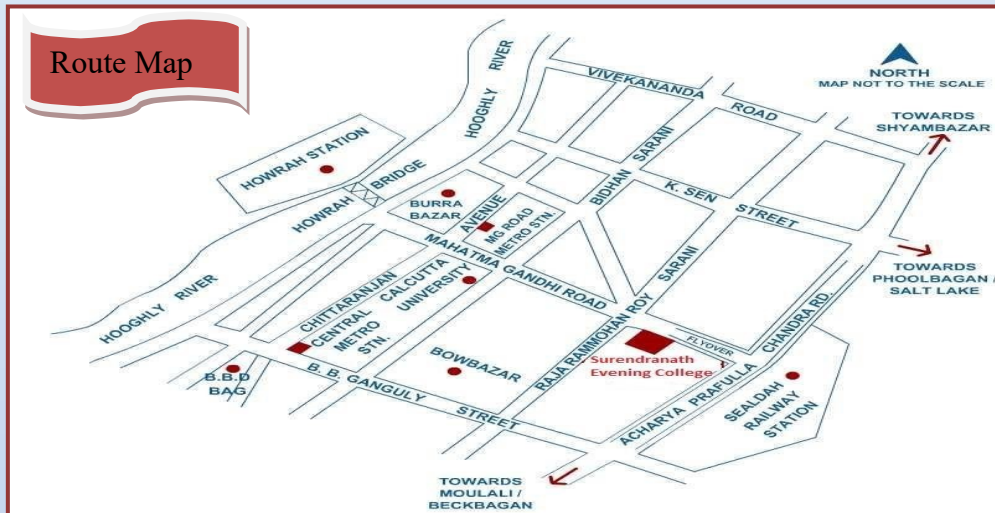 Route Map
NORTH
MAP NOT TO THE SCALE
TOWARDS
SHYAMBAZAR
VIVEKANANDA ROAD
HOOGHLY RIVER
HOWRAH STATION
HOWRAH BRIDGE
BURRA
BAZAR
CHITTARANJAN AVENUE
MG ROAD
METRO STN.
BIDHAN SARANI
K. SEN STREET
TOWARDS
PHOOLBAGAN /
SALT LAKE
MAHATMA GANDHI ROAD
CALCUTTA
UNIVERSITY
CENTRAL
METRO
STN.
HOOGHLY RIVER
RAJA RAMMOHAN ROY SARANI
FLYOVER
Surendranath
Evening College
ACHARYA PRAFULLA CHANDRA RD.
SEALDAH
RAILWAY
STATION
BOWBAZAR
B.B.D
BAG
B. B. GANGULY STREET
TOWARDS
MOULALI /
BECKBAGAN